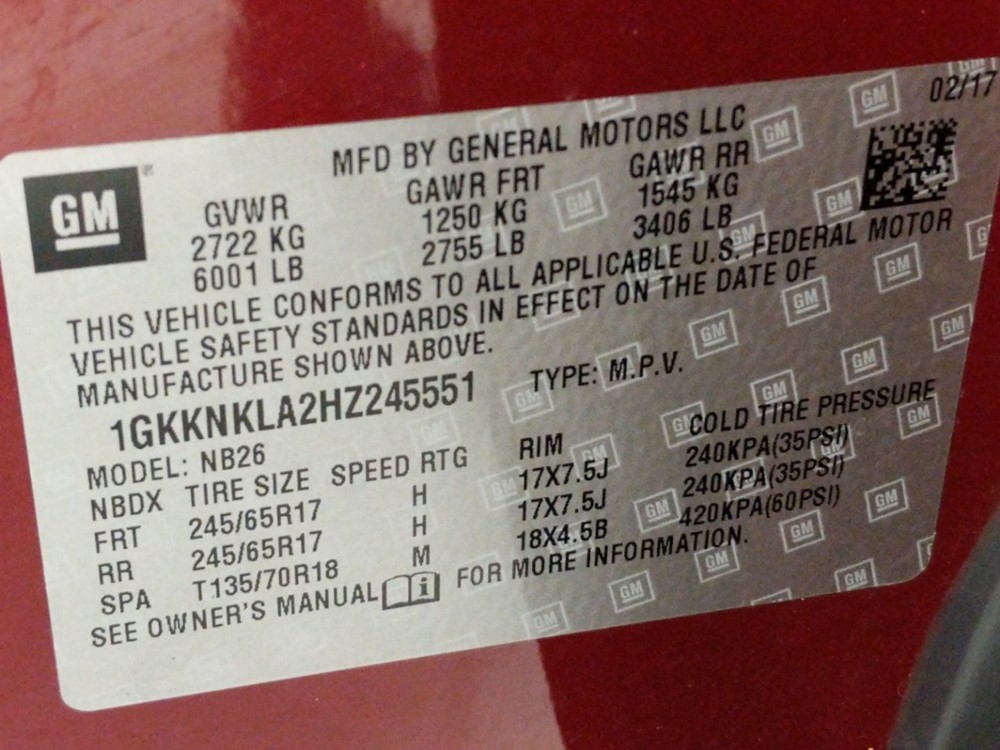 02/17
MFD BY GENERAL MOTORS LLC
GM
GVWR GAWR FRT GAWR RR
2722 KG 1250 KG 1545 KG
6001 LB 2755 LB 3406 LB
THIS VEHICLE CONFORMS TO ALL APPLICABLE U.S. FEDERAL MOTOR
VEHICLE SAFETY STANDARDS IN EFFECT ON THE DATE OF
MANUFACTURE SHOWN ABOVE.
1GKKNKLA2HZ245551 TYPE: M.P.V.
MODEL: NB26
NBDX TIRE SIZE SPEED RTG RIM COLD TIRE PRESSURE
FRT 245/65R17 H 17X7.5J 240KPA(35PSI)
RR 245/65R17 H 17X7.5J 240KPA(35PSI)
SPA T135/70R18 M 18X4.5B 420KPA(60PSI)
SEE OWNER'S MANUAL i FOR MORE INFORMATION.